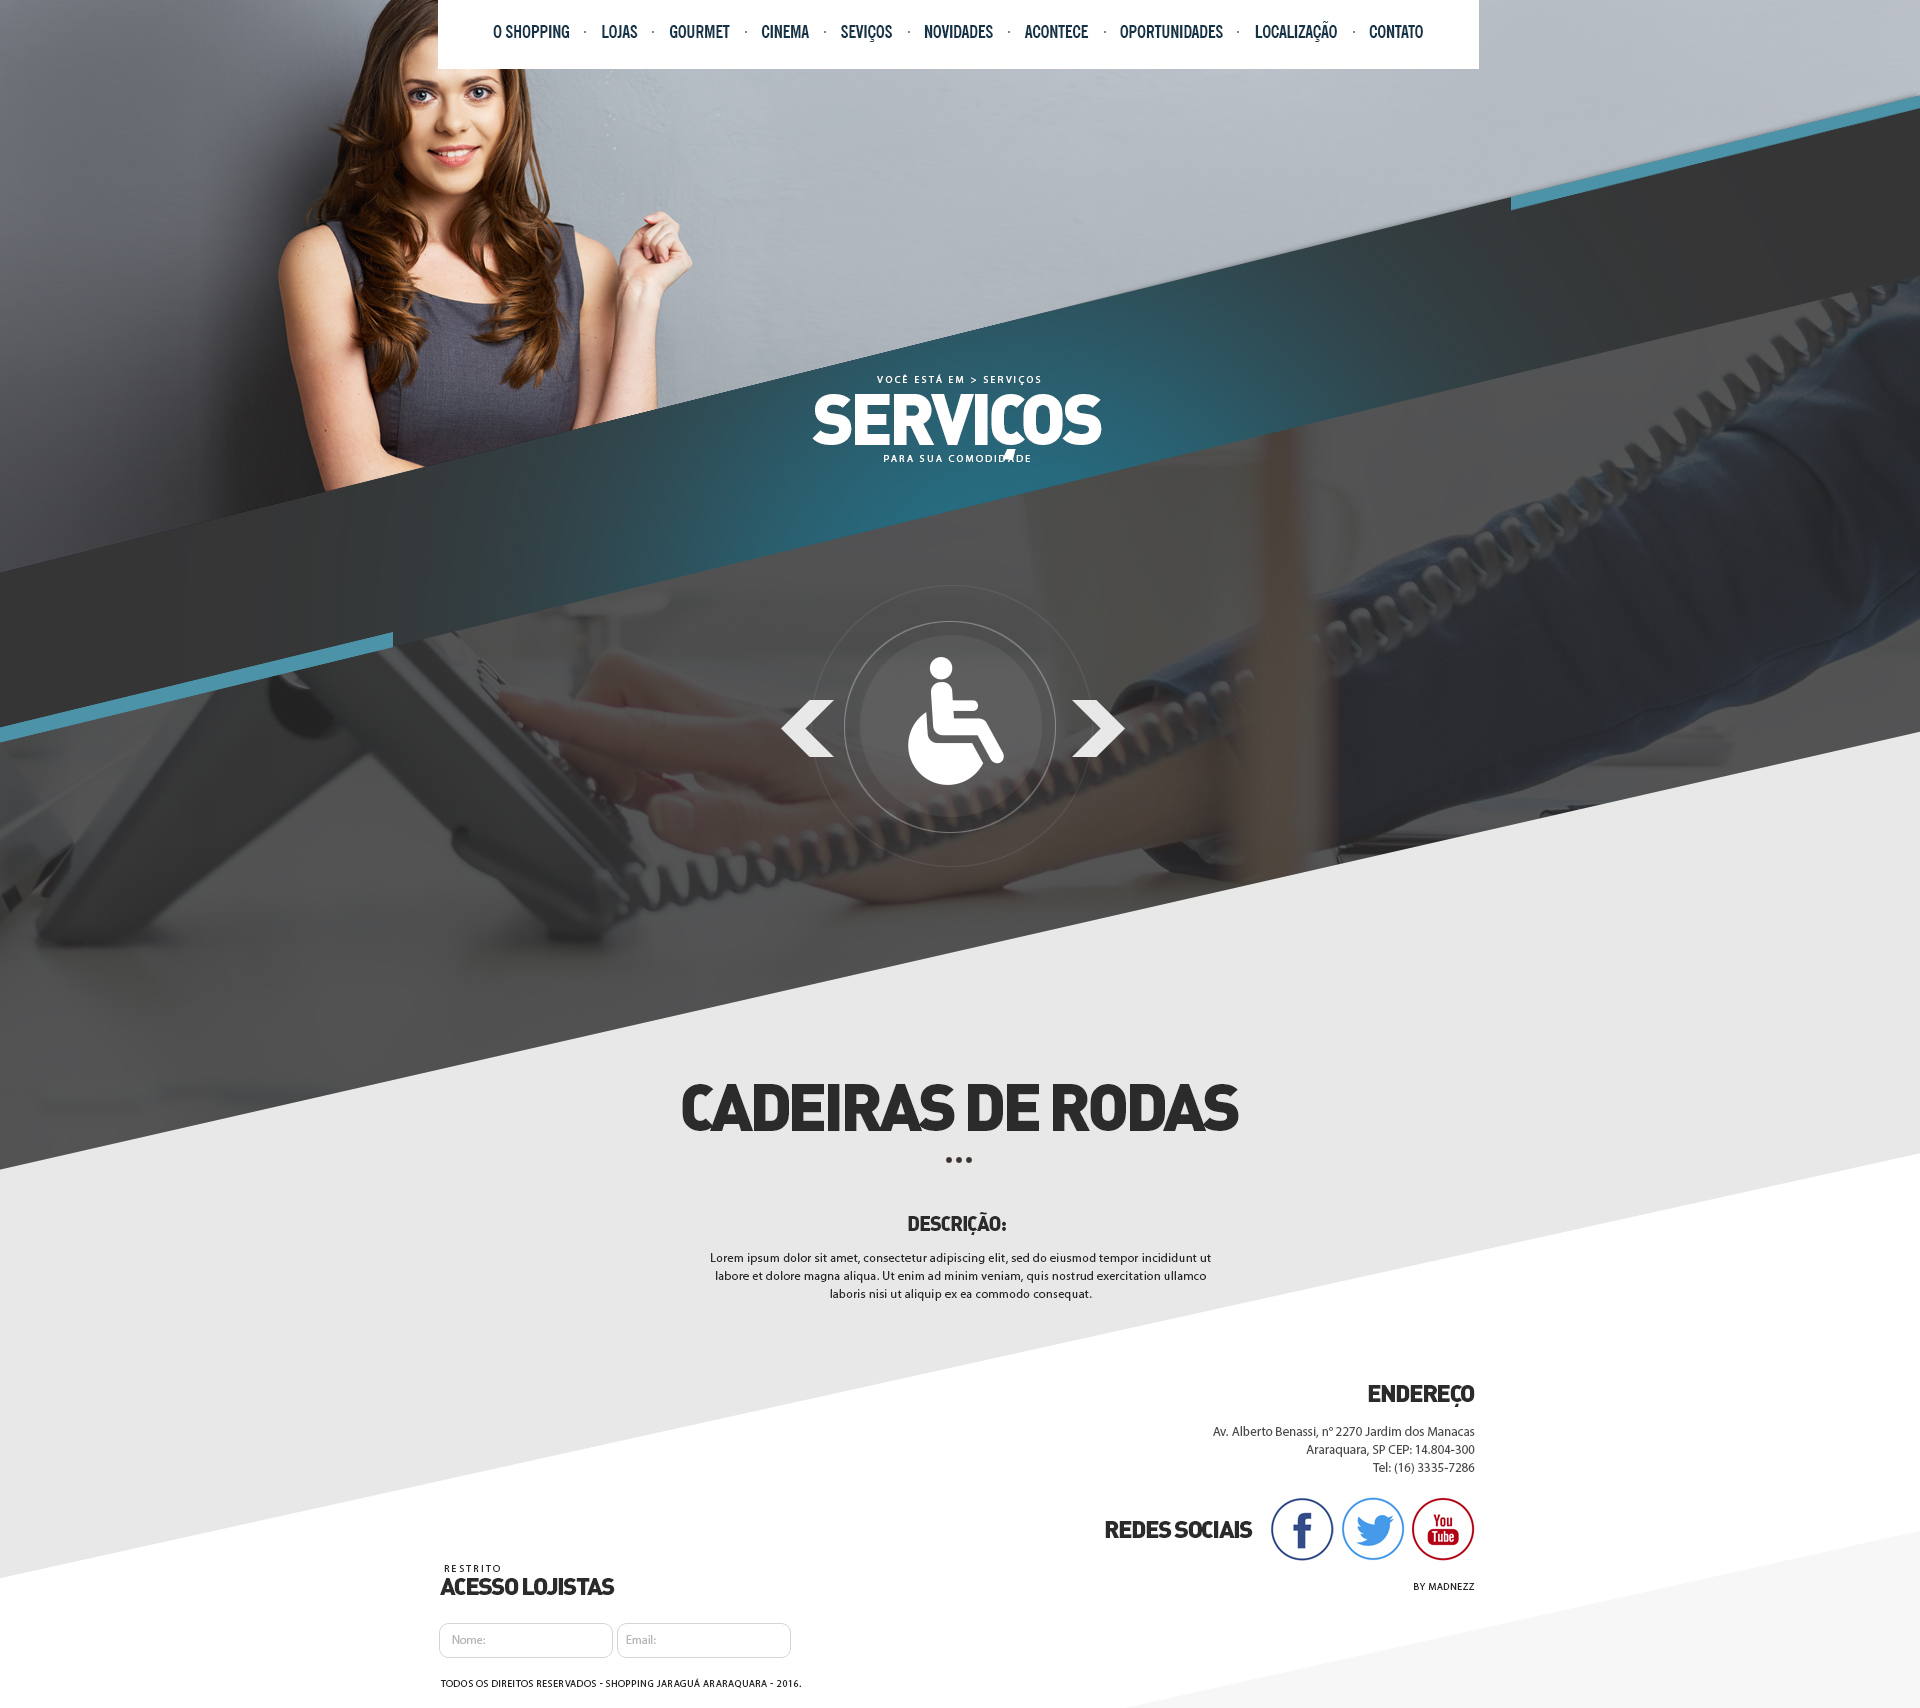 O SHOPPING · LOJAS · GOURMET · CINEMA · SEVIÇOS · NOVIDADES · ACONTECE · OPORTUNIDADES · LOCALIZAÇÃO · CONTATO
VOCÊ ESTÁ EM > SERVIÇOS
SERVIÇOS
PARA SUA COMODIDADE
CADEIRAS DE RODAS
DESCRIÇÃO:
Lorem ipsum dolor sit amet, consectetur adipiscing elit, sed do eiusmod tempor incididunt ut
labore et dolore magna aliqua. Ut enim ad minim veniam, quis nostrud exercitation ullamco
laboris nisi ut aliquip ex ea commodo consequat.
ENDEREÇO
Av. Alberto Benassi, nº 2270 Jardim dos Manacas
Araraquara, SP CEP: 14.804-300
Tel: (16) 3335-7286
REDES SOCIAIS
You
Tube
BY MADNEZZ
RESTRITO
ACESSO LOJISTAS
Nome: Email:
TODOS OS DIREITOS RESERVADOS - SHOPPING JARAGUÁ ARARAQUARA - 2016.